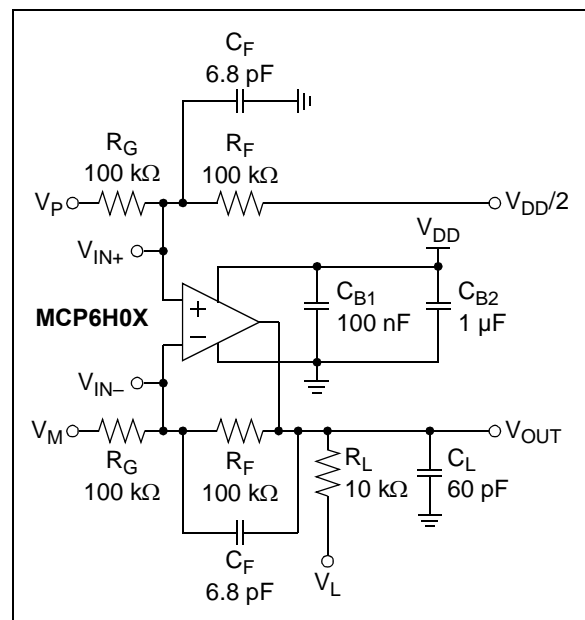 C_F
6.8 pF
R_G
100 kΩ
R_F
100 kΩ
V_P
V_DD/2
V_IN+
V_DD
MCP6H0X
+
−
C_B1
100 nF
C_B2
1 µF
V_IN–
V_M
V_OUT
R_G
100 kΩ
R_F
100 kΩ
R_L
10 kΩ
C_L
60 pF
C_F
6.8 pF
V_L